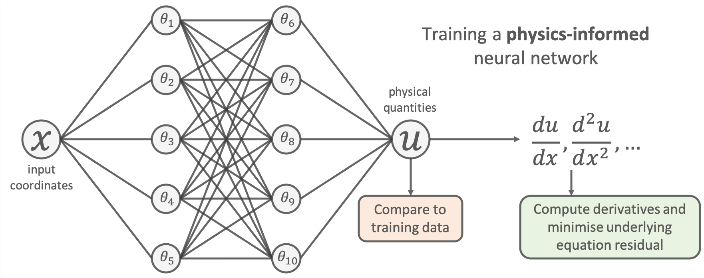 Training a physics-informed
neural network
θ1
θ2
θ3
θ4
θ5
θ6
θ7
θ8
θ9
θ10
x
input
coordinates
physical
quantities
u
du/dx, d²u/dx², ...
Compare to
training data
Compute derivatives and
minimise underlying
equation residual